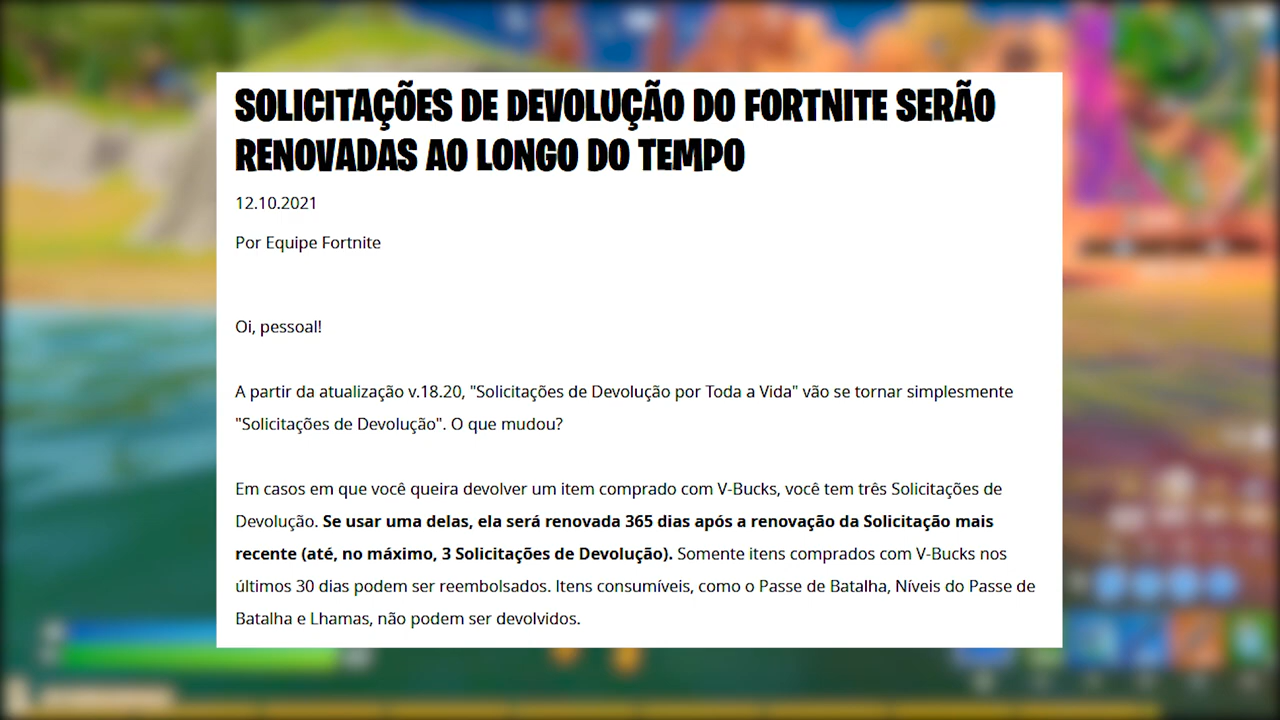 SOLICITAÇÕES DE DEVOLUÇÃO DO FORTNITE SERÃO
RENOVADAS AO LONGO DO TEMPO
12.10.2021
Por Equipe Fortnite
Oi, pessoal!
A partir da atualização v.18.20, "Solicitações de Devolução por Toda a Vida" vão se tornar simplesmente
"Solicitações de Devolução". O que mudou?
Em casos em que você queira devolver um item comprado com V-Bucks, você tem três Solicitações de
Devolução. Se usar uma delas, ela será renovada 365 dias após a renovação da Solicitação mais
recente (até, no máximo, 3 Solicitações de Devolução). Somente itens comprados com V-Bucks nos
últimos 30 dias podem ser reembolsados. Itens consumíveis, como o Passe de Batalha, Níveis do Passe de
Batalha e Lhamas, não podem ser devolvidos.